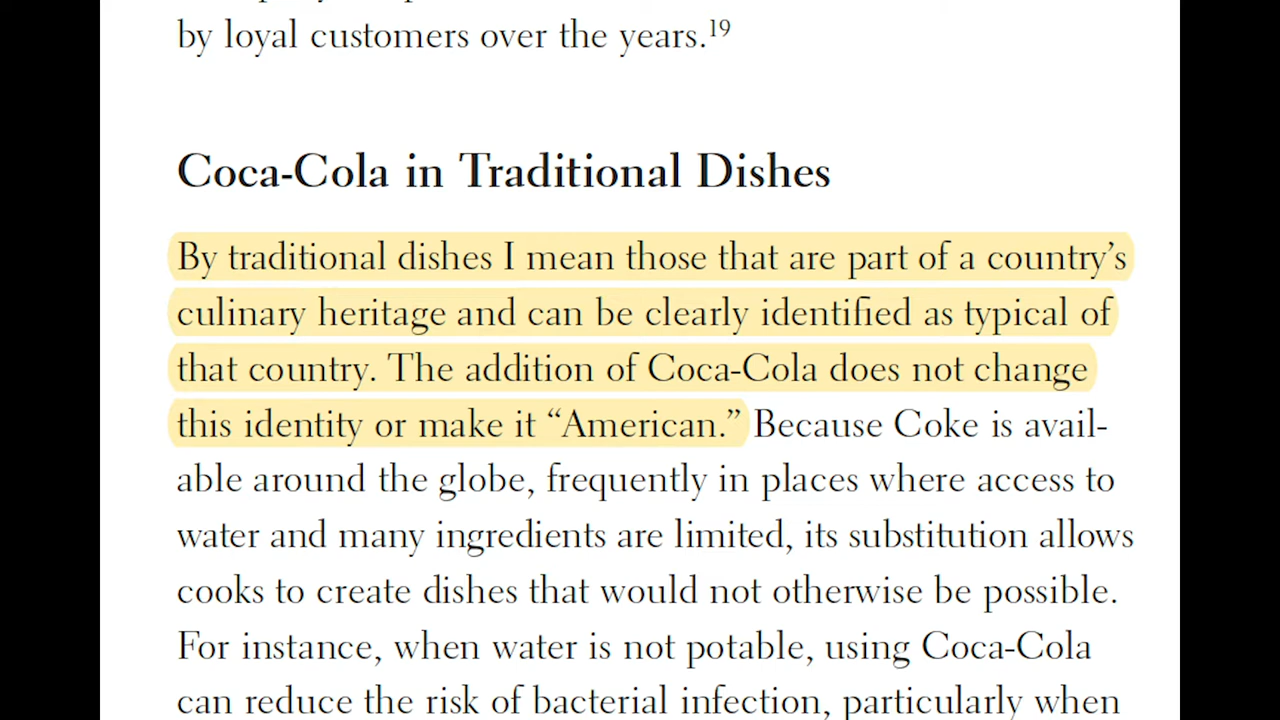 by loyal customers over the years.19
Coca-Cola in Traditional Dishes
By traditional dishes I mean those that are part of a country’s
culinary heritage and can be clearly identified as typical of
that country. The addition of Coca-Cola does not change
this identity or make it “American.” Because Coke is avail-
able around the globe, frequently in places where access to
water and many ingredients are limited, its substitution allows
cooks to create dishes that would not otherwise be possible.
For instance, when water is not potable, using Coca-Cola
can reduce the risk of bacterial infection, particularly when